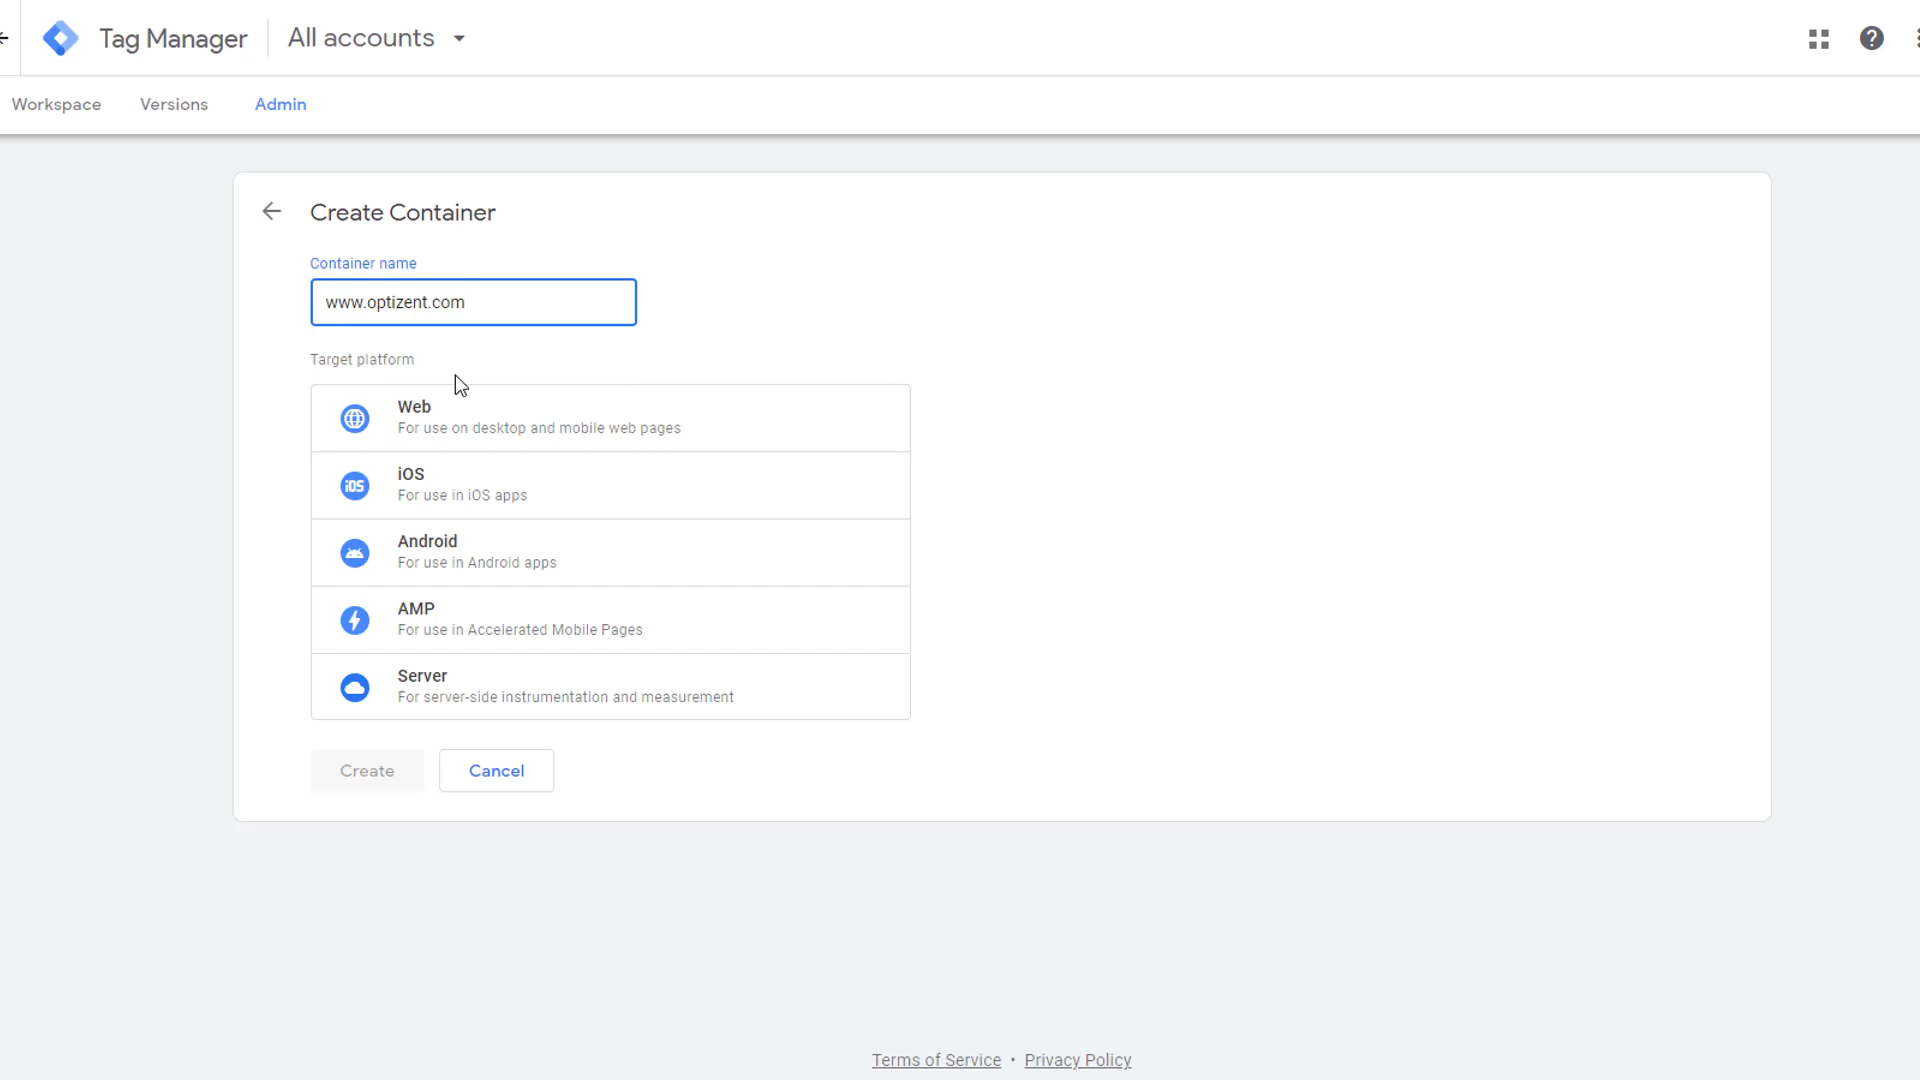 Tag Manager
All accounts
Workspace
Versions
Admin
Create Container
Container name
www.optizent.com
Target platform
Web
For use on desktop and mobile web pages
iOS
iOS
For use in iOS apps
Android
For use in Android apps
AMP
For use in Accelerated Mobile Pages
Server
For server-side instrumentation and measurement
Create
Cancel
Terms of Service • Privacy Policy